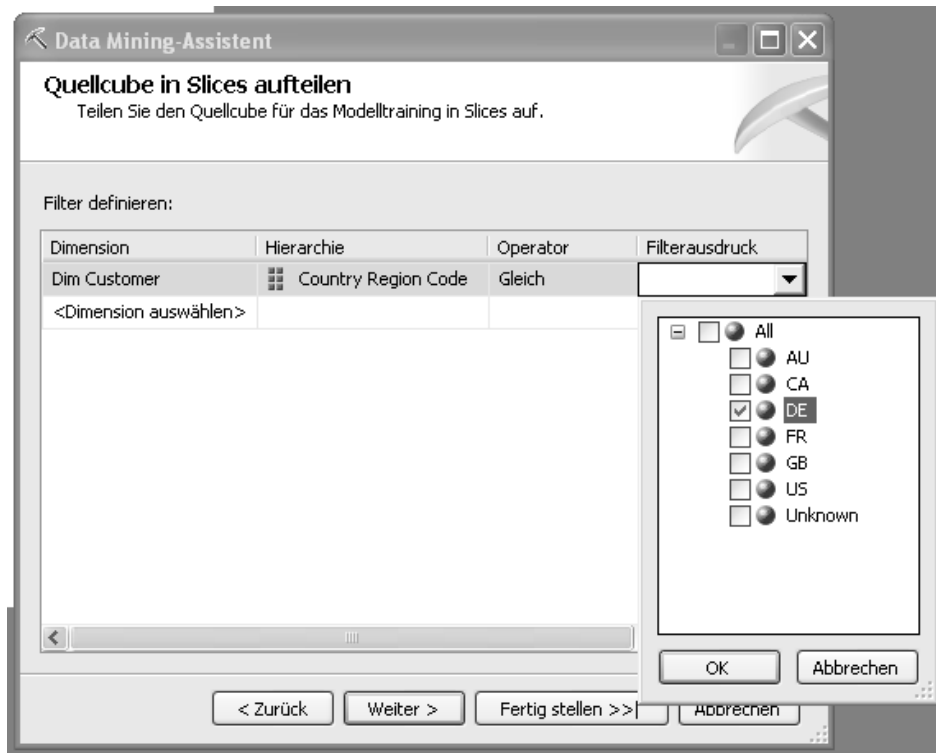 Data Mining-Assistent
Quellcube in Slices aufteilen
Teilen Sie den Quellcube für das Modelltraining in Slices auf.
Filter definieren:
Dimension Hierarchie Operator Filterausdruck
Dim Customer Country Region Code Gleich
<Dimension auswählen>
All
AU
CA
DE
FR
GB
US
Unknown
OK Abbrechen
< Zurück Weiter > Fertig stellen >>| Abbrechen